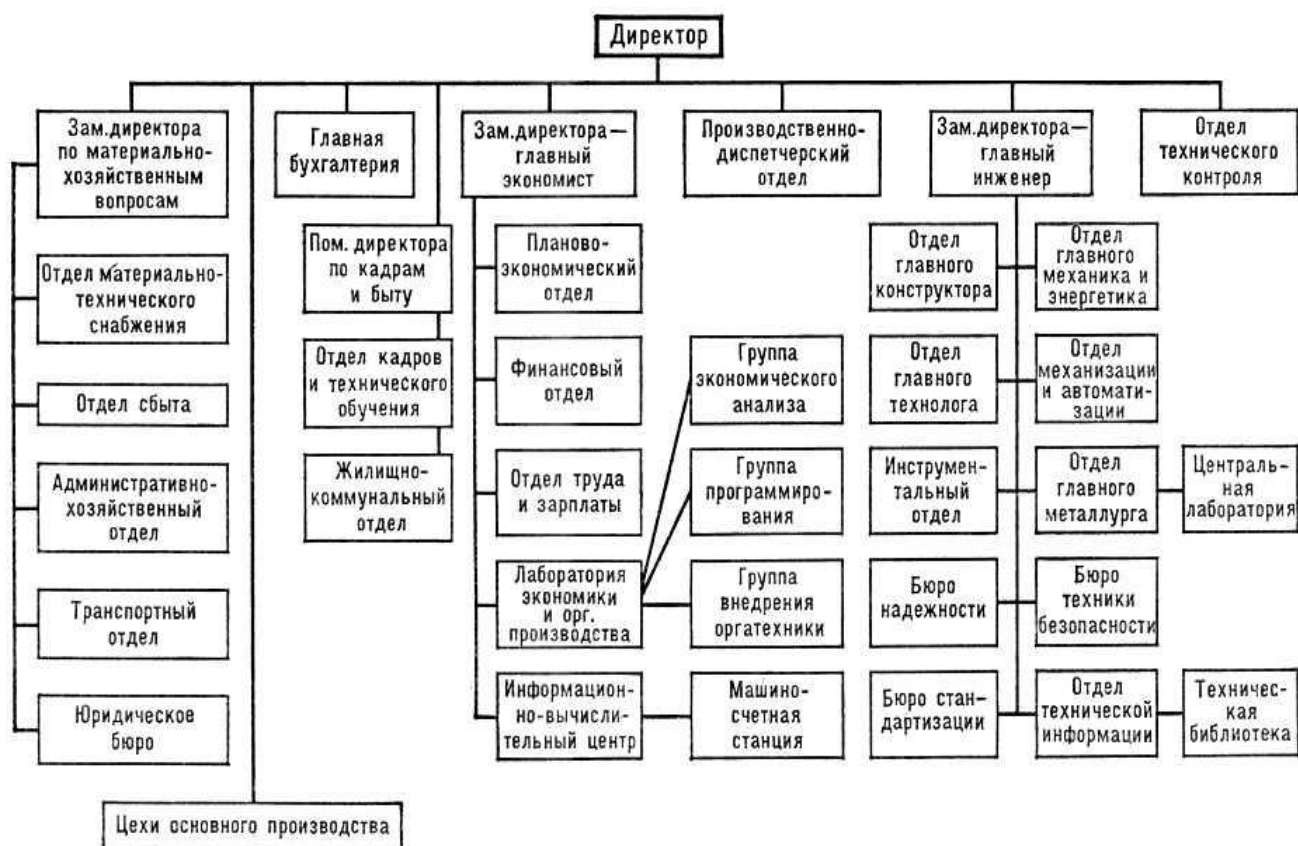 Директор
Зам.директора
по материально-
хозяйственным
вопросам
Главная
бухгалтерия
Зам.директора—
главный
экономист
Производственно-
диспетчерский
отдел
Зам.директора—
главный
инженер
Отдел
технического
контроля
Отдел материально-
технического
снабжения
Отдел сбыта
Административно-
хозяйственный
отдел
Транспортный
отдел
Юридическое
бюро
Пом. директора
по кадрам
и быту
Отдел кадров
и технического
обучения
Жилищно-
коммунальный
отдел
Планово-
экономический
отдел
Финансовый
отдел
Отдел труда
и зарплаты
Лаборатория
экономики
и орг.
производства
Информацион-
но-вычисли-
тельный центр
Группа
экономического
анализа
Группа
программиро-
вания
Группа
внедрения
оргатехники
Машино-
счетная
станция
Отдел
главного
конструктора
Отдел
главного
механика и
энергетика
Отдел
главного
технолога
Отдел
механизации
и автомати-
зации
Инструмен-
тальный
отдел
Отдел
главного
металлурга
Централь-
ная
лаборатория
Бюро
надежности
Бюро
техники
безопасности
Бюро стан-
дартизации
Отдел
технической
информации
Техничес-
кая
библиотека
Цехи основного производства